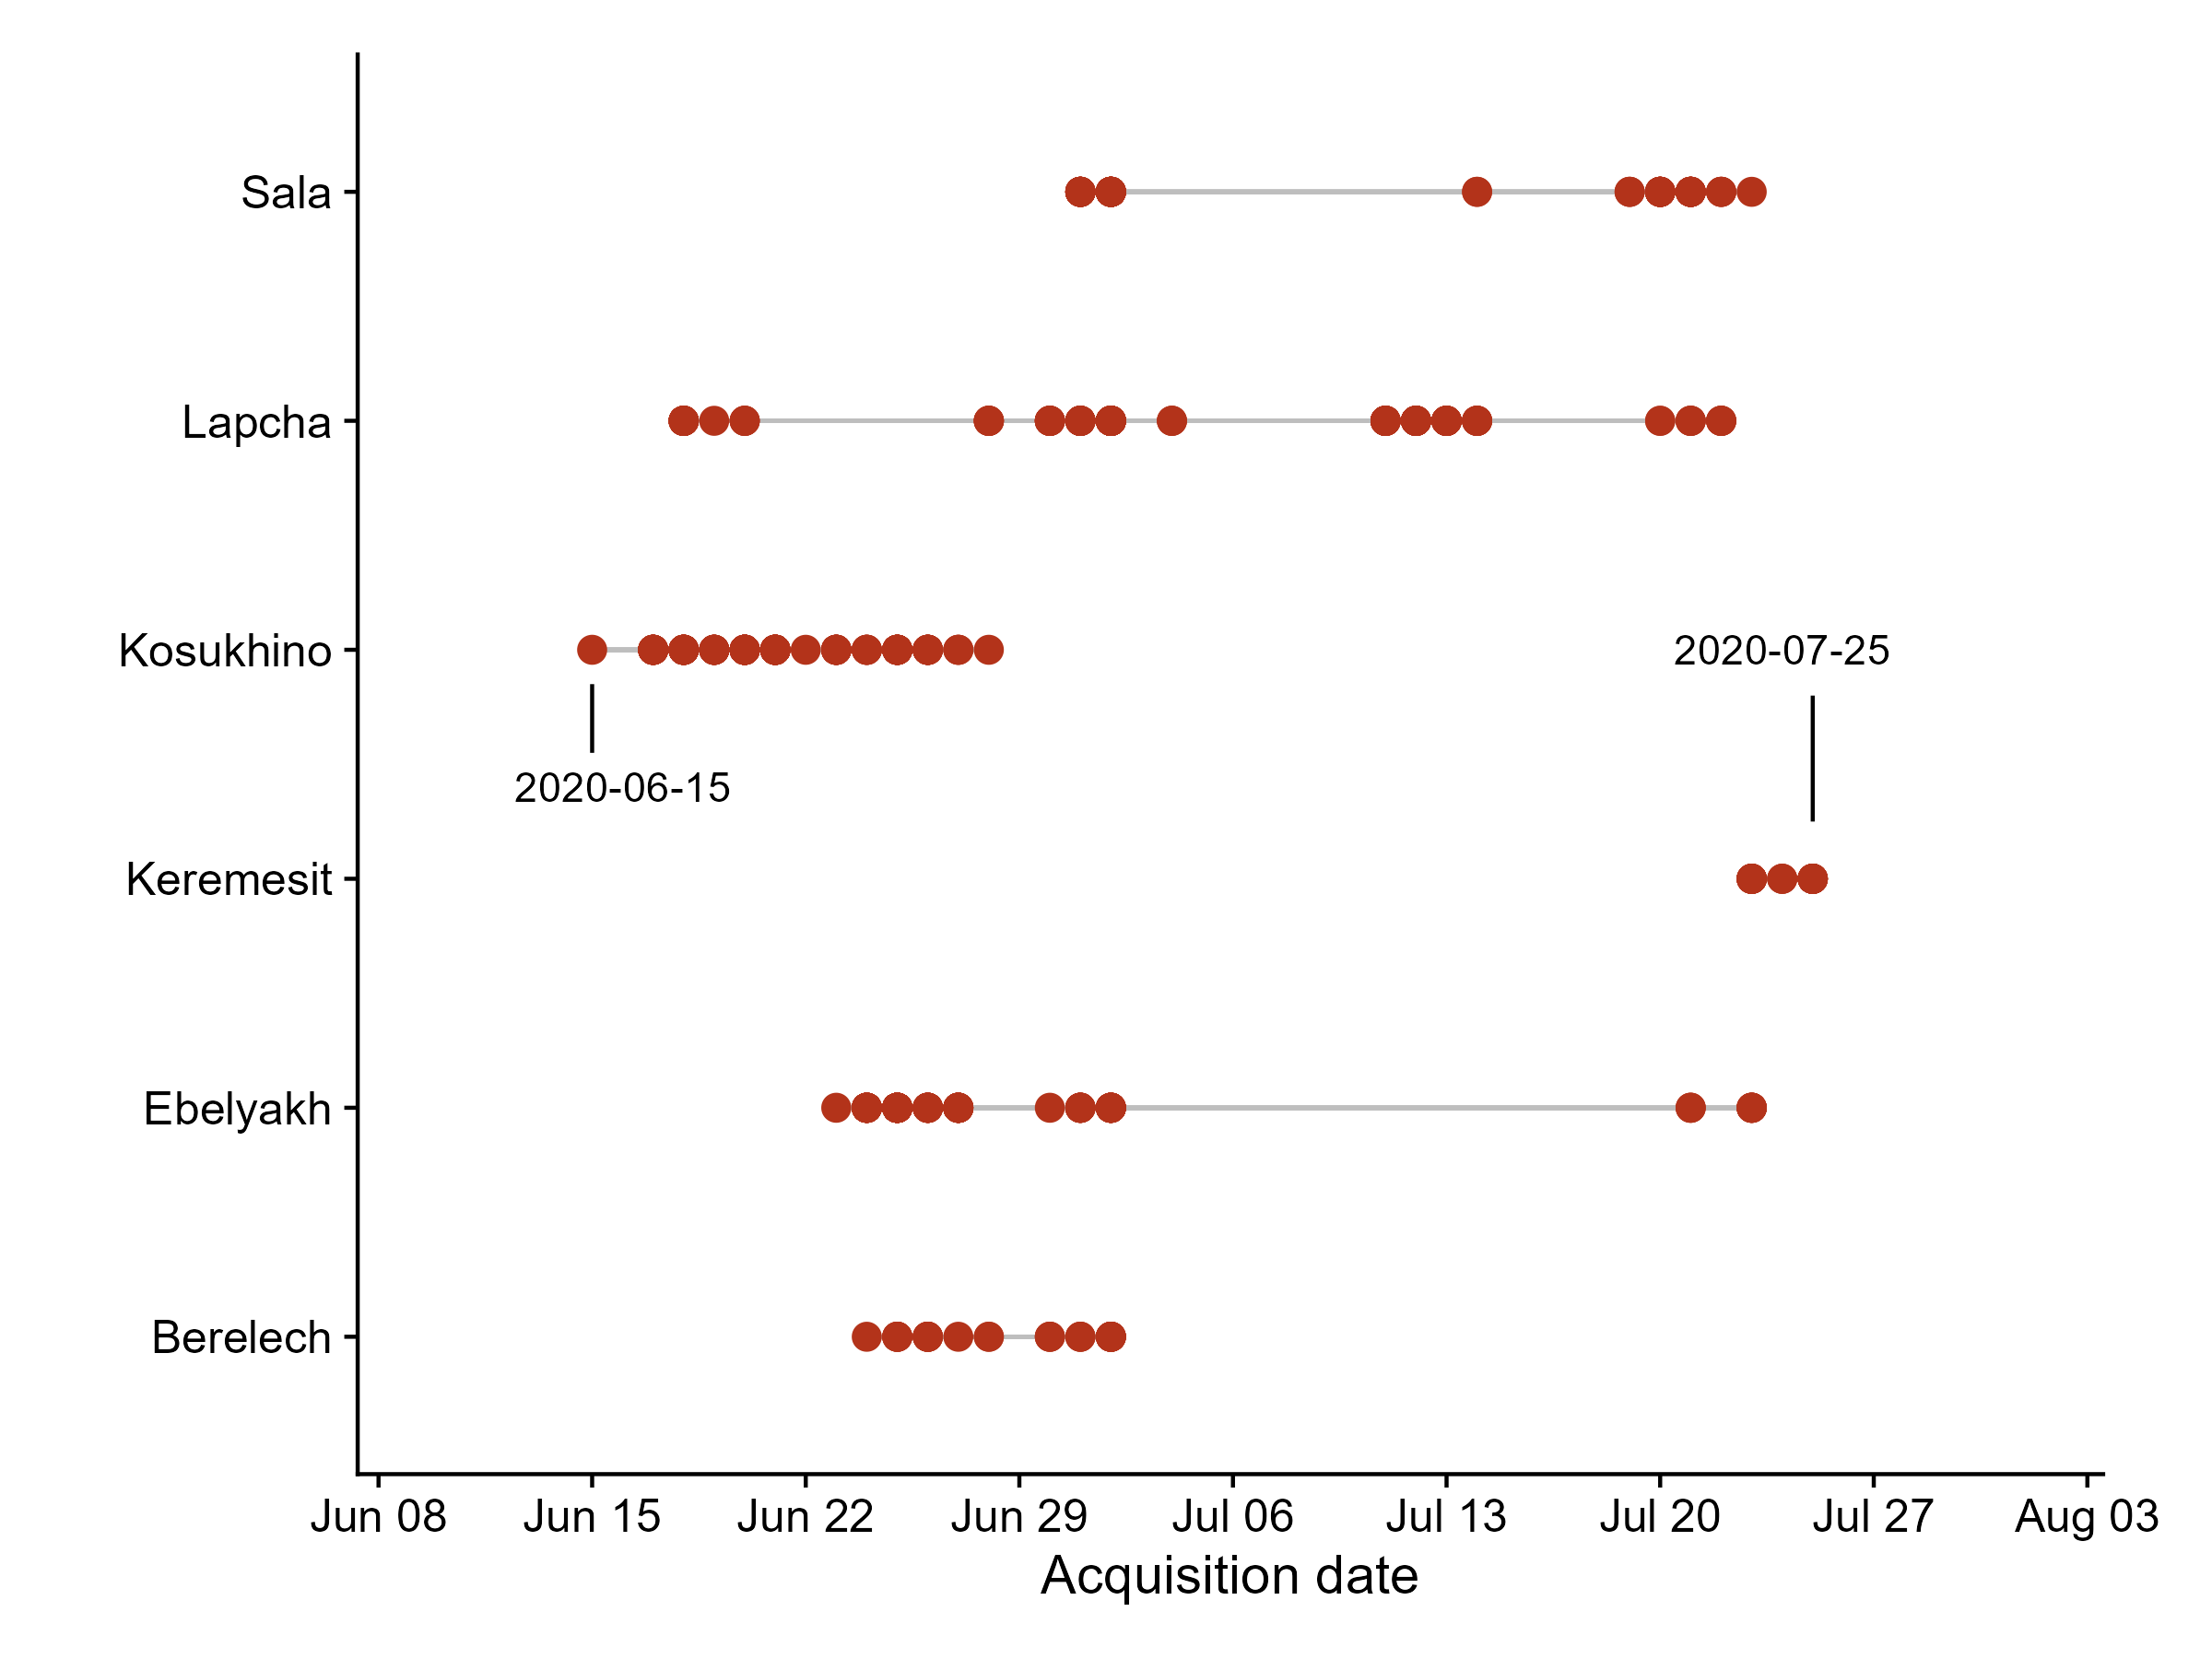 Sala
Lapcha
Kosukhino
2020-07-25
2020-06-15
Keremesit
Ebelyakh
Berelech
Jun 08 Jun 15 Jun 22 Jun 29 Jul 06 Jul 13 Jul 20 Jul 27 Aug 03
Acquisition date